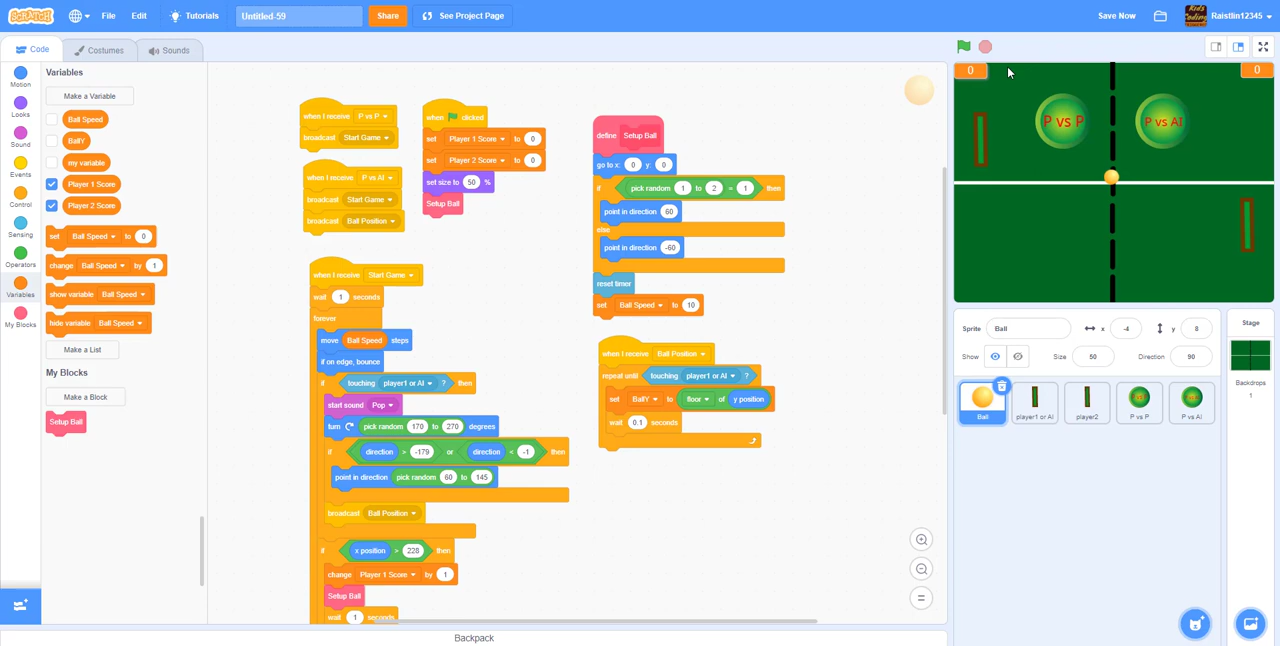 SCRATCH File Edit Tutorials Untitled-59 Share See Project Page Save Now Raistlin12345
Code Costumes Sounds
Motion
Looks
Sound
Events
Control
Sensing
Operators
Variables
My Blocks
Variables
Make a Variable
Ball Speed
BallY
my variable
Player 1 Score
Player 2 Score
set Ball Speed to 0
change Ball Speed by 1
show variable Ball Speed
hide variable Ball Speed
Make a List
My Blocks
Make a Block
Setup Ball
when I receive P vs P
broadcast Start Game
when I receive P vs AI
broadcast Start Game
broadcast Ball Position
when clicked
set Player 1 Score to 0
set Player 2 Score to 0
set size to 50 %
Setup Ball
when I receive Start Game
wait 1 seconds
forever
move Ball Speed steps
if on edge, bounce
if touching player1 or AI ? then
start sound Pop
turn pick random 170 to 270 degrees
if direction > -179 or direction < -1 then
point in direction pick random 60 to 145
broadcast Ball Position
if x position > 228 then
change Player 1 Score by 1
Setup Ball
wait 1 seconds
define Setup Ball
go to x: 0 y: 0
if pick random 1 to 2 = 1 then
point in direction 60
else
point in direction -60
reset timer
set Ball Speed to 10
when I receive Ball Position
repeat until touching player1 or AI ?
set BallY to floor of y position
wait 0.1 seconds
Backpack
0 0
P vs P P vs AI
Sprite Ball x -4 y 8
Show Size 50 Direction 90
Ball player1 or AI player2 P vs P P vs AI
Stage
Backdrops
1